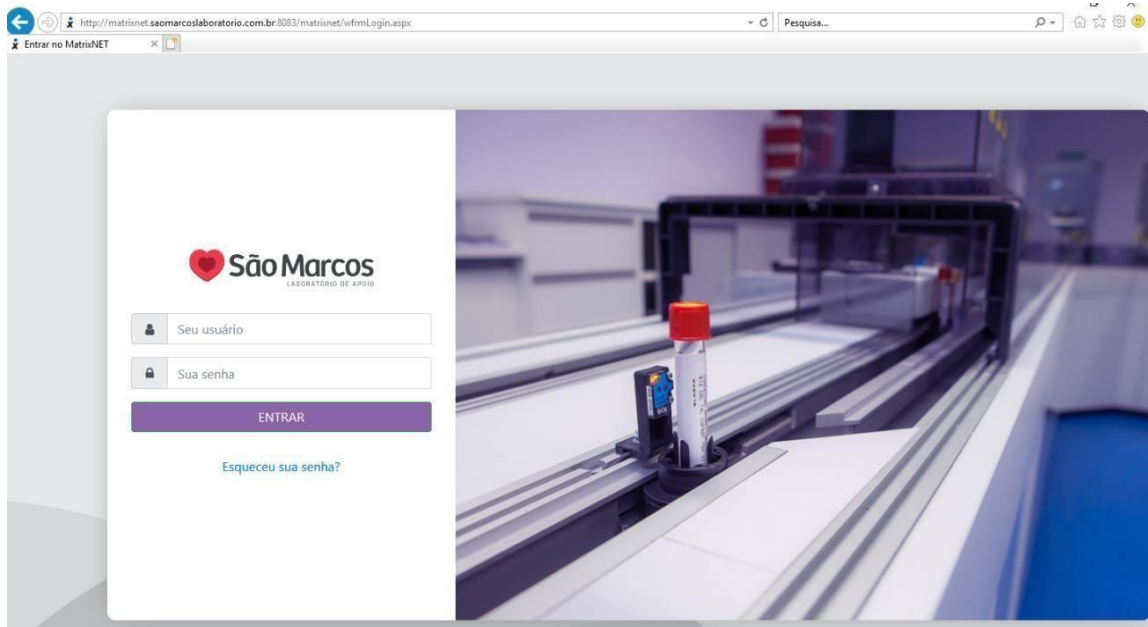 http://matrixnet.saomarcoslaboratorio.com.br:8083/matrixnet/wfrmLogin.aspx
Pesquisa...
Entrar no MatrixNET
São Marcos
LABORATÓRIO DE APOIO
Seu usuário
Sua senha
ENTRAR
Esqueceu sua senha?